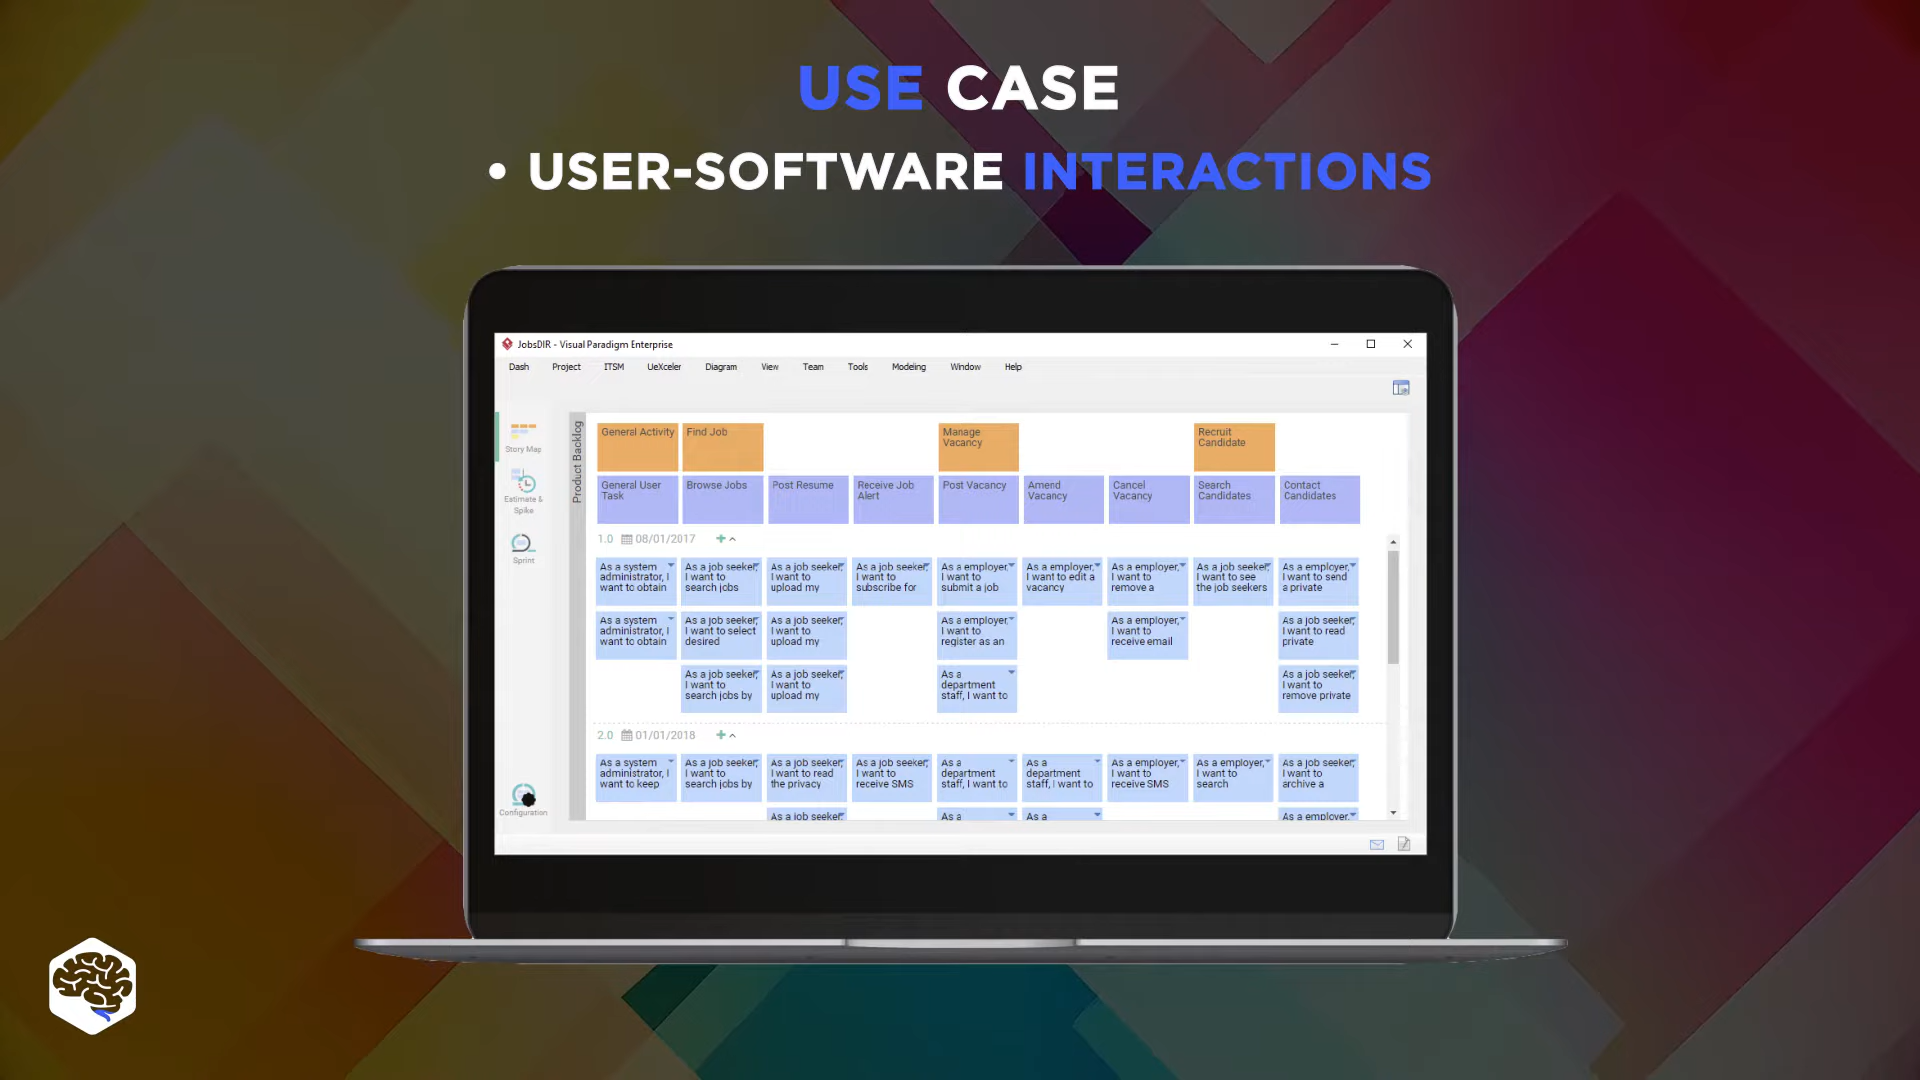 USE CASE
• USER-SOFTWARE INTERACTIONS
JobsDIR - Visual Paradigm Enterprise
Dash Project ITSM UeXceler Diagram View Team Tools Modeling Window Help
Story Map
Estimate &
Spike
Sprint
Configuration
Product Backlog
General Activity
Find Job
Manage
Vacancy
Recruit
Candidate
General User
Task
Browse Jobs
Post Resume
Receive Job
Alert
Post Vacancy
Amend
Vacancy
Cancel
Vacancy
Search
Candidates
Contact
Candidates
1.0 08/01/2017
As a system
administrator, I
want to obtain
As a job seeker,
I want to
search jobs
As a job seeker,
I want to
upload my
As a job seeker,
I want to
subscribe for
As a employer,
I want to
submit a job
As a employer,
I want to edit a
vacancy
As a employer,
I want to
remove a
As a job seeker,
I want to see
the job seekers
As a employer,
I want to send
a private
As a system
administrator, I
want to obtain
As a job seeker,
I want to select
desired
As a job seeker,
I want to
upload my
As a employer,
I want to
register as an
As a employer,
I want to
receive email
As a job seeker,
I want to read
private
As a job seeker,
I want to
search jobs by
As a job seeker,
I want to
upload my
As a
department
staff, I want to
As a job seeker,
I want to
remove private
2.0 01/01/2018
As a system
administrator, I
want to keep
As a job seeker,
I want to
search jobs by
As a job seeker,
I want to read
the privacy
As a job seeker,
I want to
receive SMS
As a
department
staff, I want to
As a
department
staff, I want to
As a employer,
I want to
receive SMS
As a employer,
I want to
search
As a job seeker,
I want to
archive a
As a job seeker,
As a
As a
As a employer,